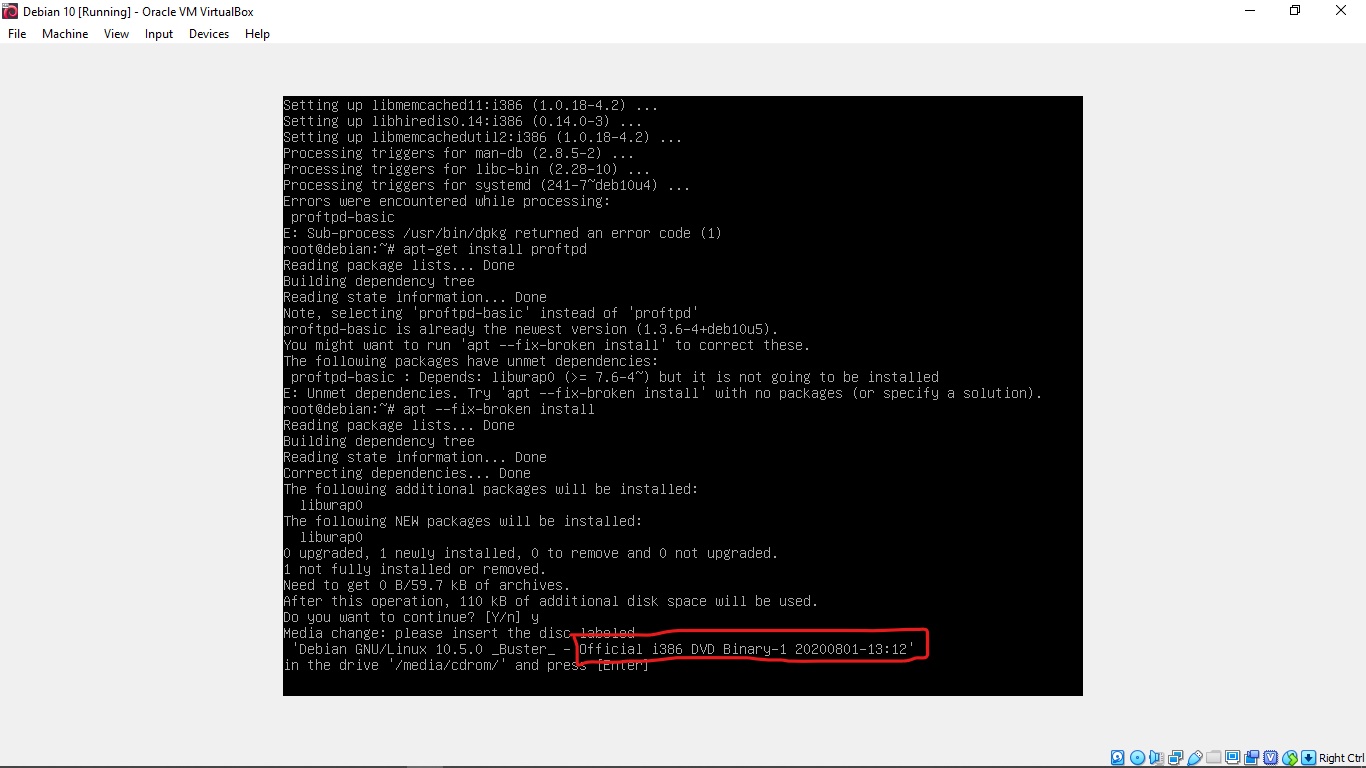 Debian 10 [Running] - Oracle VM VirtualBox
File Machine View Input Devices Help
Setting up libmemcached11:i386 (1.0.18-4.2) ...
Setting up libhiredis0.14:i386 (0.14.0-3) ...
Setting up libmemcachedutil2:i386 (1.0.18-4.2) ...
Processing triggers for man-db (2.8.5-2) ...
Processing triggers for libc-bin (2.28-10) ...
Processing triggers for systemd (241-7~deb10u4) ...
Errors were encountered while processing:
 proftpd-basic
E: Sub-process /usr/bin/dpkg returned an error code (1)
root@debian:~# apt-get install proftpd
Reading package lists... Done
Building dependency tree
Reading state information... Done
Note, selecting 'proftpd-basic' instead of 'proftpd'
proftpd-basic is already the newest version (1.3.6-4+deb10u5).
You might want to run 'apt --fix-broken install' to correct these.
The following packages have unmet dependencies:
 proftpd-basic : Depends: libwrap0 (>= 7.6-4~) but it is not going to be installed
E: Unmet dependencies. Try 'apt --fix-broken install' with no packages (or specify a solution).
root@debian:~# apt --fix-broken install
Reading package lists... Done
Building dependency tree
Reading state information... Done
Correcting dependencies... Done
The following additional packages will be installed:
  libwrap0
The following NEW packages will be installed:
  libwrap0
0 upgraded, 1 newly installed, 0 to remove and 0 not upgraded.
1 not fully installed or removed.
Need to get 0 B/59.7 kB of archives.
After this operation, 110 kB of additional disk space will be used.
Do you want to continue? [Y/n] y
Media change: please insert the disc labeled
 'Debian GNU/Linux 10.5.0 _Buster_ - Official i386 DVD Binary-1 20200801-13:12'
in the drive '/media/cdrom/' and press [Enter]
Right Ctrl